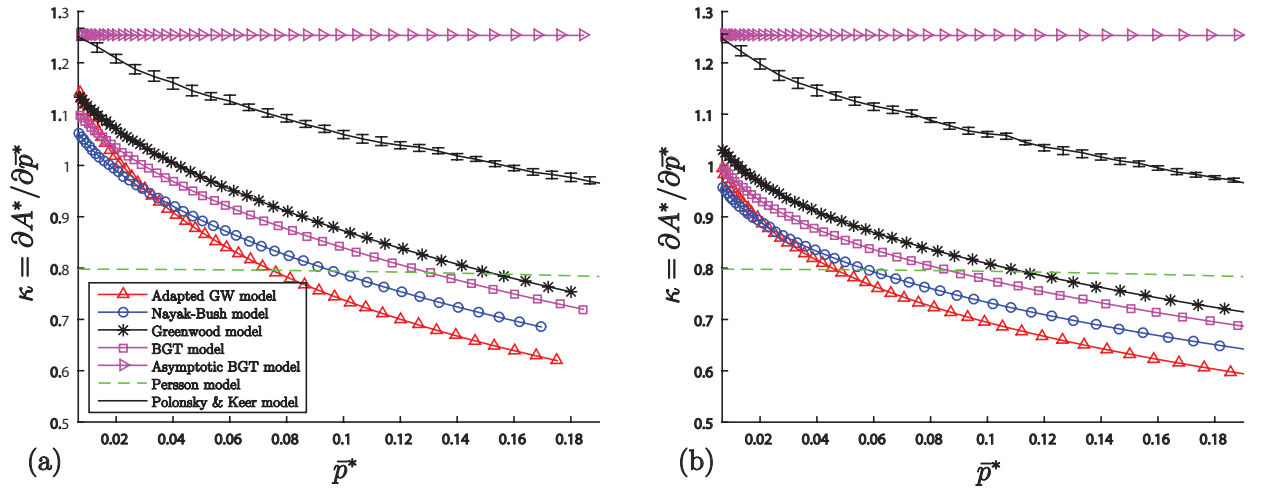 1.3
1.2
1.1
1
0.9
0.8
0.7
0.6
0.5
κ = ∂A*/∂p̄*
Adapted GW model
Nayak-Bush model
Greenwood model
BGT model
Asymptotic BGT model
Persson model
Polonsky & Keer model
0.02 0.04 0.06 0.08 0.1 0.12 0.14 0.16 0.18
(a)
p̄*
1.3
1.2
1.1
1
0.9
0.8
0.7
0.6
0.5
κ = ∂A*/∂p̄*
0.02 0.04 0.06 0.08 0.1 0.12 0.14 0.16 0.18
(b)
p̄*